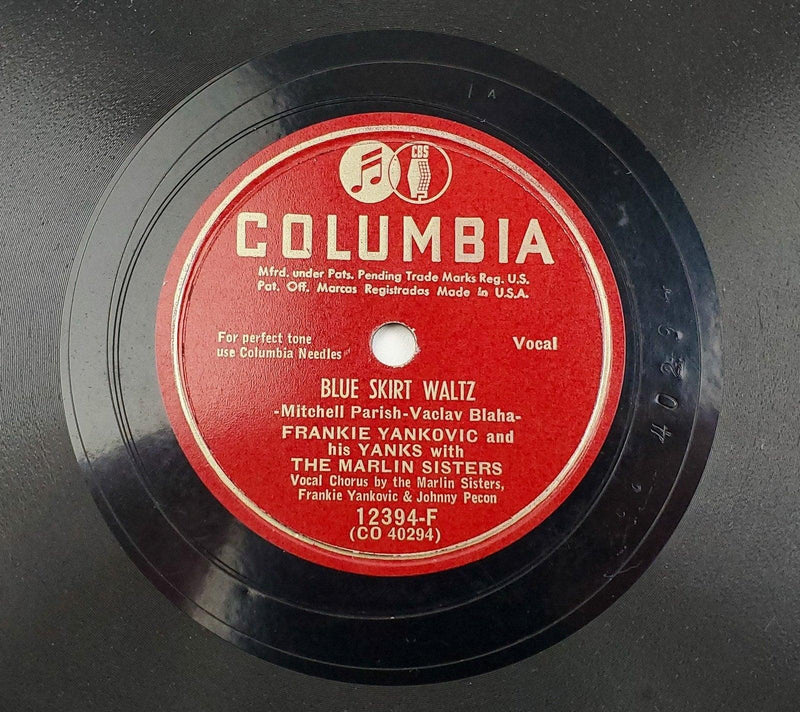 1A
CBS
COLUMBIA
Mfrd. under Pats. Pending Trade Marks Reg. U.S.
Pat. Off. Marcas Registradas Made in U.S.A.
For perfect tone
use Columbia Needles
Vocal
BLUE SKIRT WALTZ
-Mitchell Parish-Vaclav Blaha-
FRANKIE YANKOVIC and
his YANKS with
THE MARLIN SISTERS
Vocal Chorus by the Marlin Sisters,
Frankie Yankovic & Johnny Pecon
12394-F
(CO 40294)